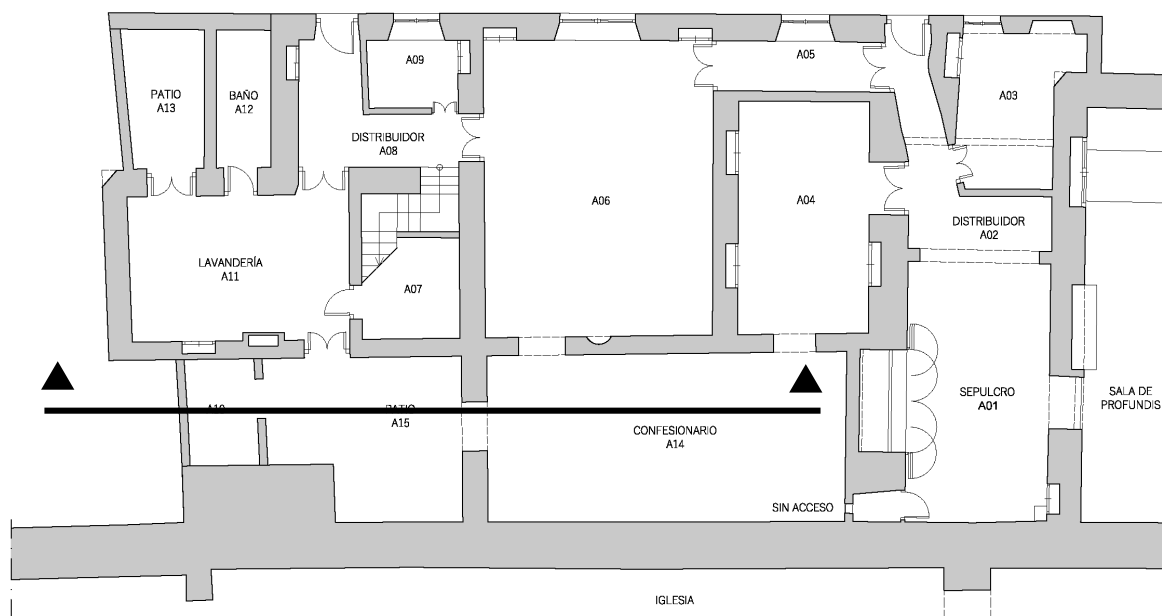 A05
A09
PATIO
A13
BAÑO
A12
A03
DISTRIBUIDOR
A08
A06
A04
DISTRIBUIDOR
A02
LAVANDERÍA
A11
A07
SEPULCRO
A01
SALA DE
PROFUNDIS
PATIO
A15
CONFESIONARIO
A14
SIN ACCESO
IGLESIA